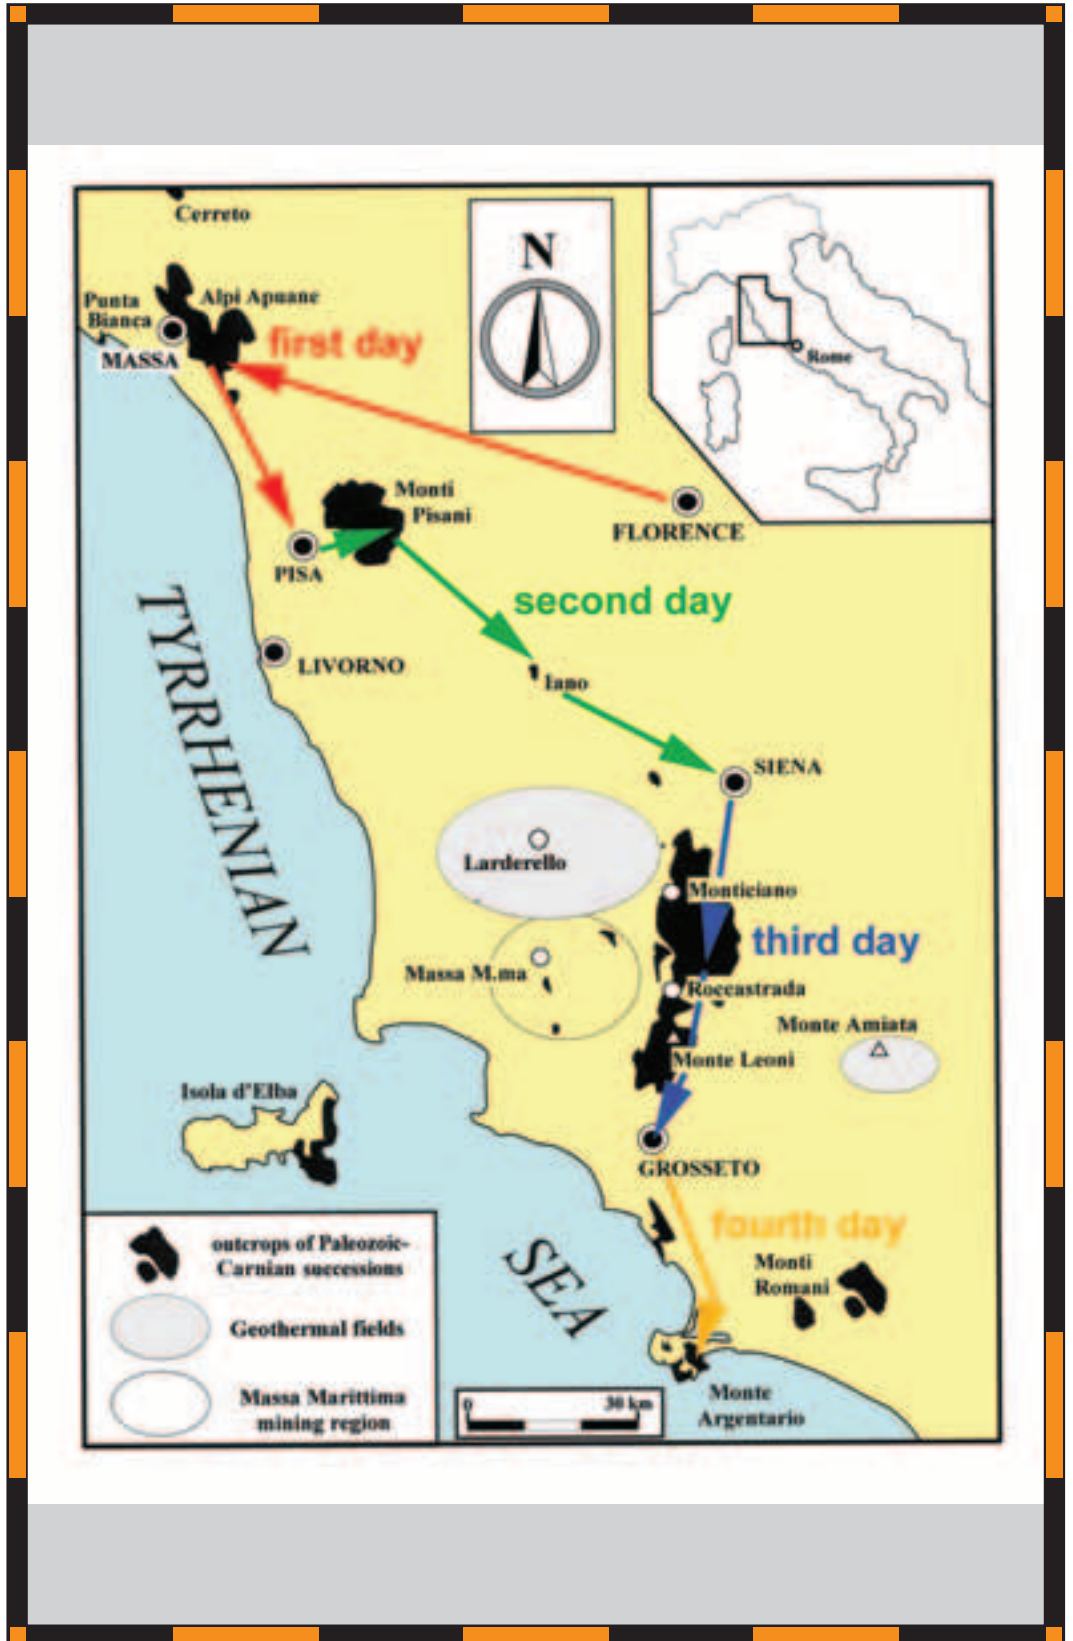 Cerreto
N
Punta
Bianca
Alpi Apuane
MASSA
first day
Rome
Monti
Pisani
FLORENCE
PISA
second day
TYRRHENIAN
LIVORNO
Iano
SIENA
Larderello
Monticiano
third day
Massa M.ma
Roccastrada
Monte Amiata
Monte Leoni
Isola d'Elba
GROSSETO
fourth day
SEA
Monti
Romani
outcrops of Paleozoic-
Carnian successions
Geothermal fields
Massa Marittima
mining region
0 30 km
Monte
Argentario